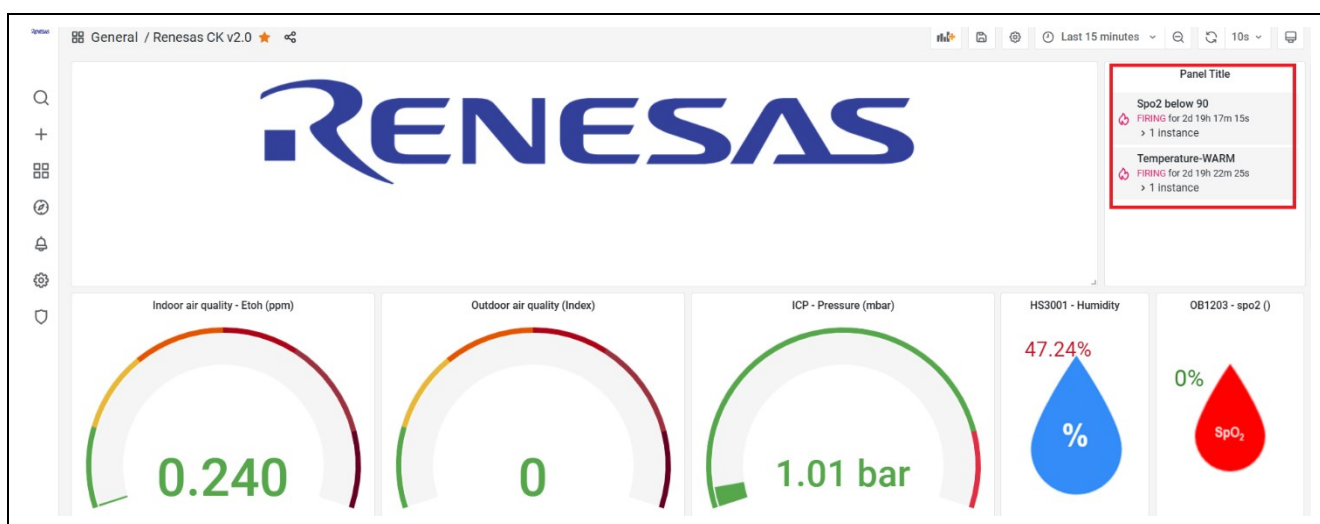 RENESAS
General / Renesas CK v2.0
Last 15 minutes
10s
RENESAS
Panel Title
Spo2 below 90
FIRING for 2d 19h 17m 15s
> 1 instance
Temperature-WARM
FIRING for 2d 19h 22m 25s
> 1 instance
Indoor air quality - Etoh (ppm)
0.240
Outdoor air quality (Index)
0
ICP - Pressure (mbar)
1.01 bar
HS3001 - Humidity
47.24%
%
OB1203 - spo2 ()
0%
SpO₂